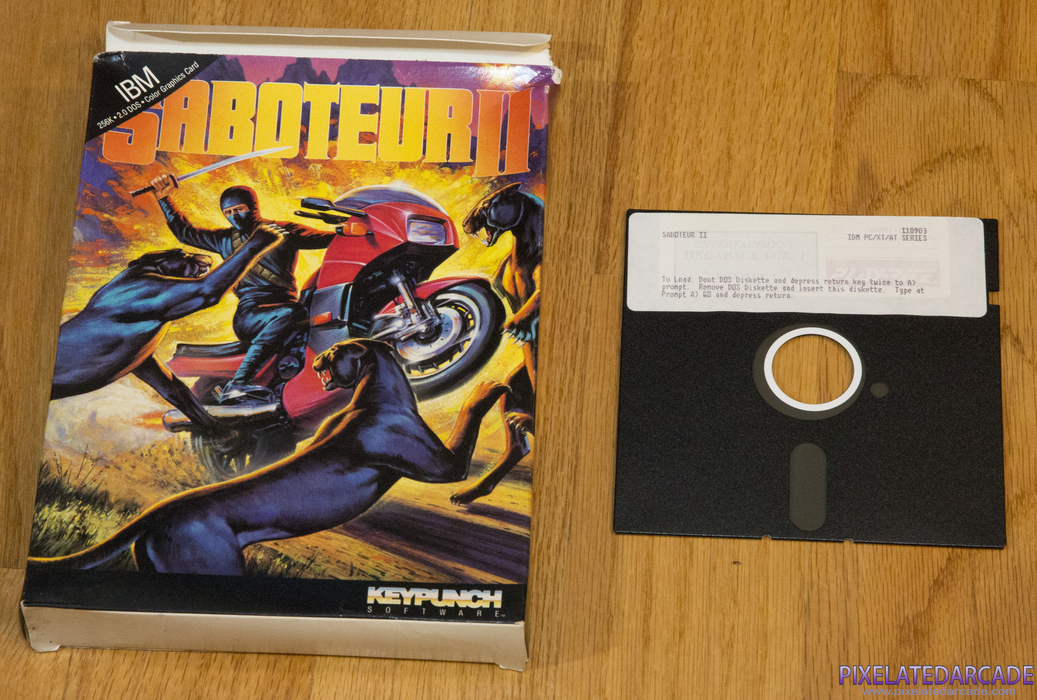 IBM
256K • 2.0 DOS • Color Graphics Card
SABOTEUR II
KEYPUNCH
SOFTWARE
SABOTEUR II
110903
IBM PC/XT/AT SERIES
To Load: Boot DOS Diskette and depress return key twice to A>
prompt. Remove DOS Diskette and insert this diskette. Type at
Prompt A> GO and depress return.
PIXELATEDARCADE
www.pixelatedarcade.com